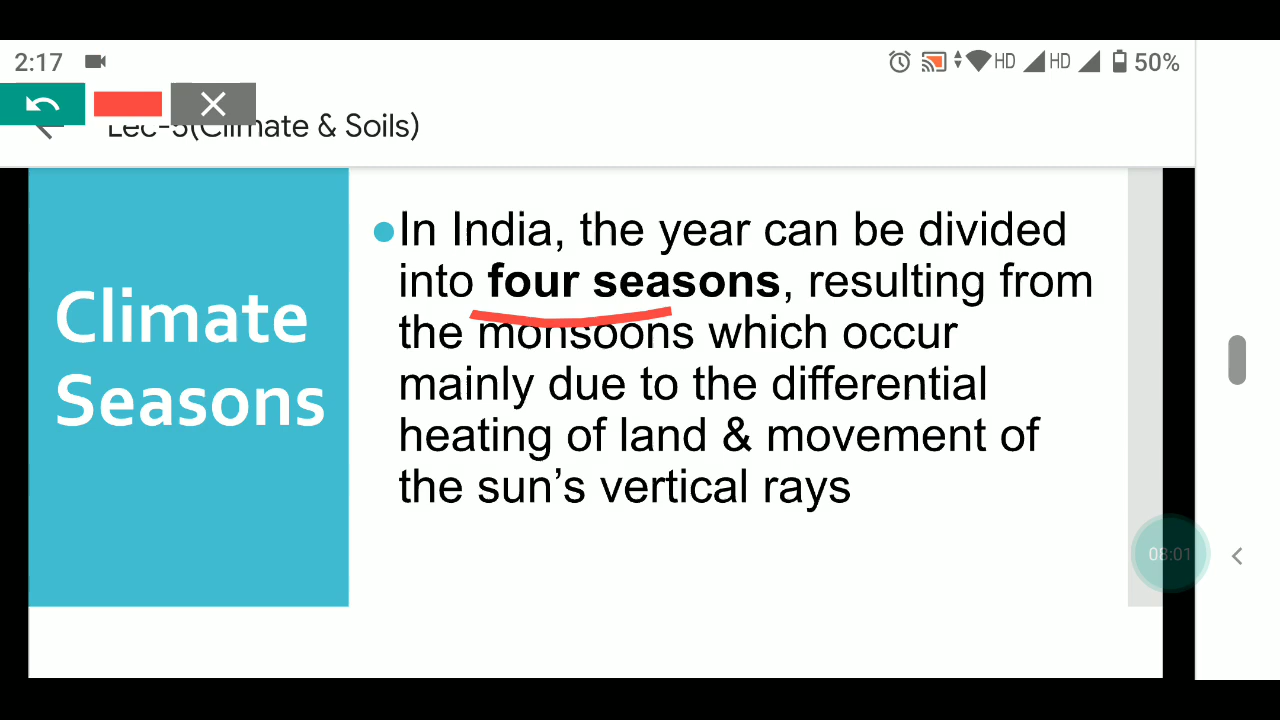 2:17 HD HD 50%
Lec-5(Climate & Soils)
Climate
Seasons
In India, the year can be divided
into four seasons, resulting from
the monsoons which occur
mainly due to the differential
heating of land & movement of
the sun’s vertical rays
08:01